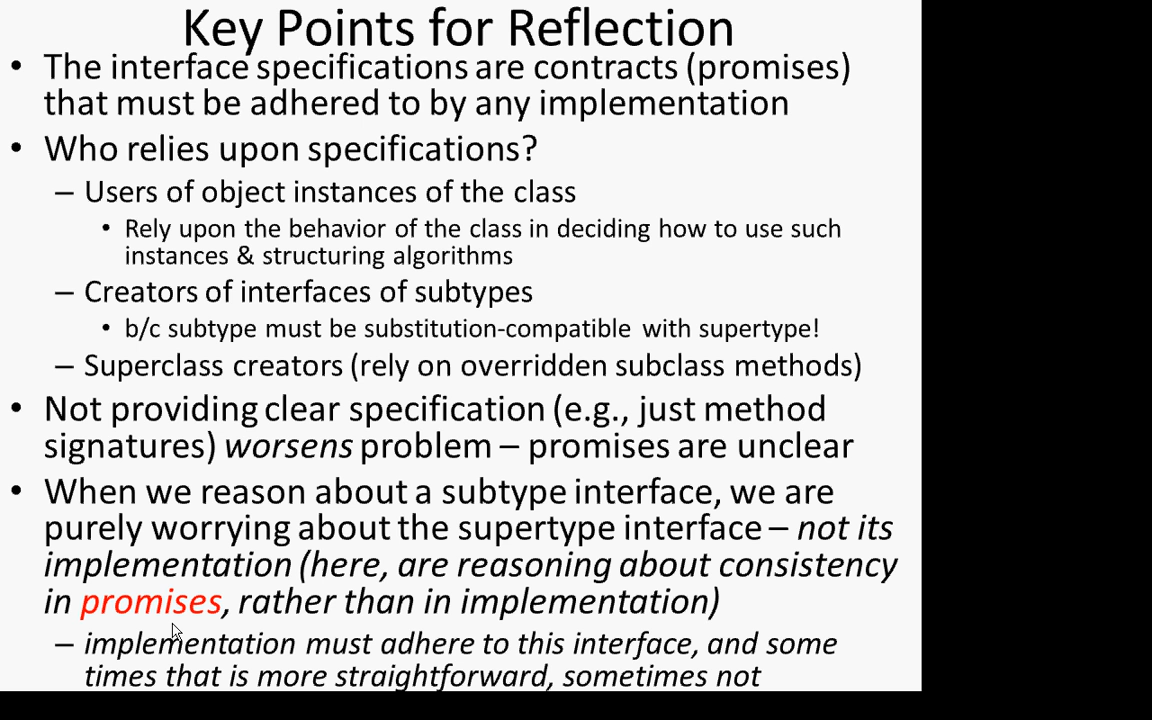 Key Points for Reflection
• The interface specifications are contracts (promises)
that must be adhered to by any implementation
• Who relies upon specifications?
– Users of object instances of the class
• Rely upon the behavior of the class in deciding how to use such
instances & structuring algorithms
– Creators of interfaces of subtypes
• b/c subtype must be substitution-compatible with supertype!
– Superclass creators (rely on overridden subclass methods)
• Not providing clear specification (e.g., just method
signatures) worsens problem – promises are unclear
• When we reason about a subtype interface, we are
purely worrying about the supertype interface – not its
implementation (here, are reasoning about consistency
in promises, rather than in implementation)
– implementation must adhere to this interface, and some
times that is more straightforward, sometimes not